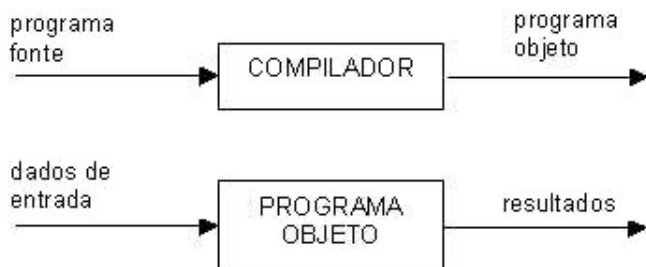 programa
fonte
COMPILADOR
programa
objeto
dados de
entrada
PROGRAMA
OBJETO
resultados